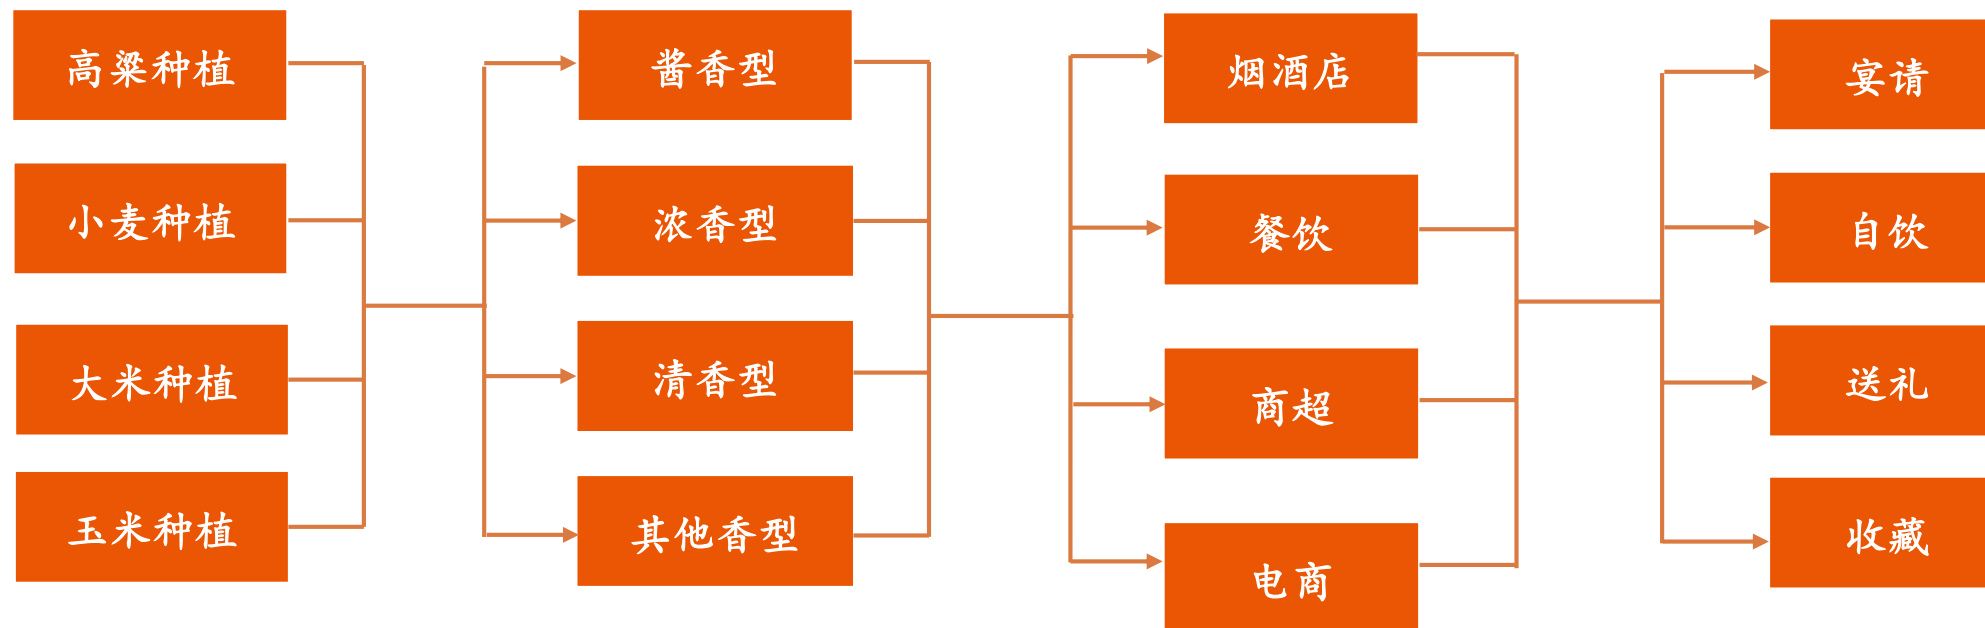 高粱种植
小麦种植
大米种植
玉米种植
酱香型
浓香型
清香型
其他香型
烟酒店
餐饮
商超
电商
宴请
自饮
送礼
收藏